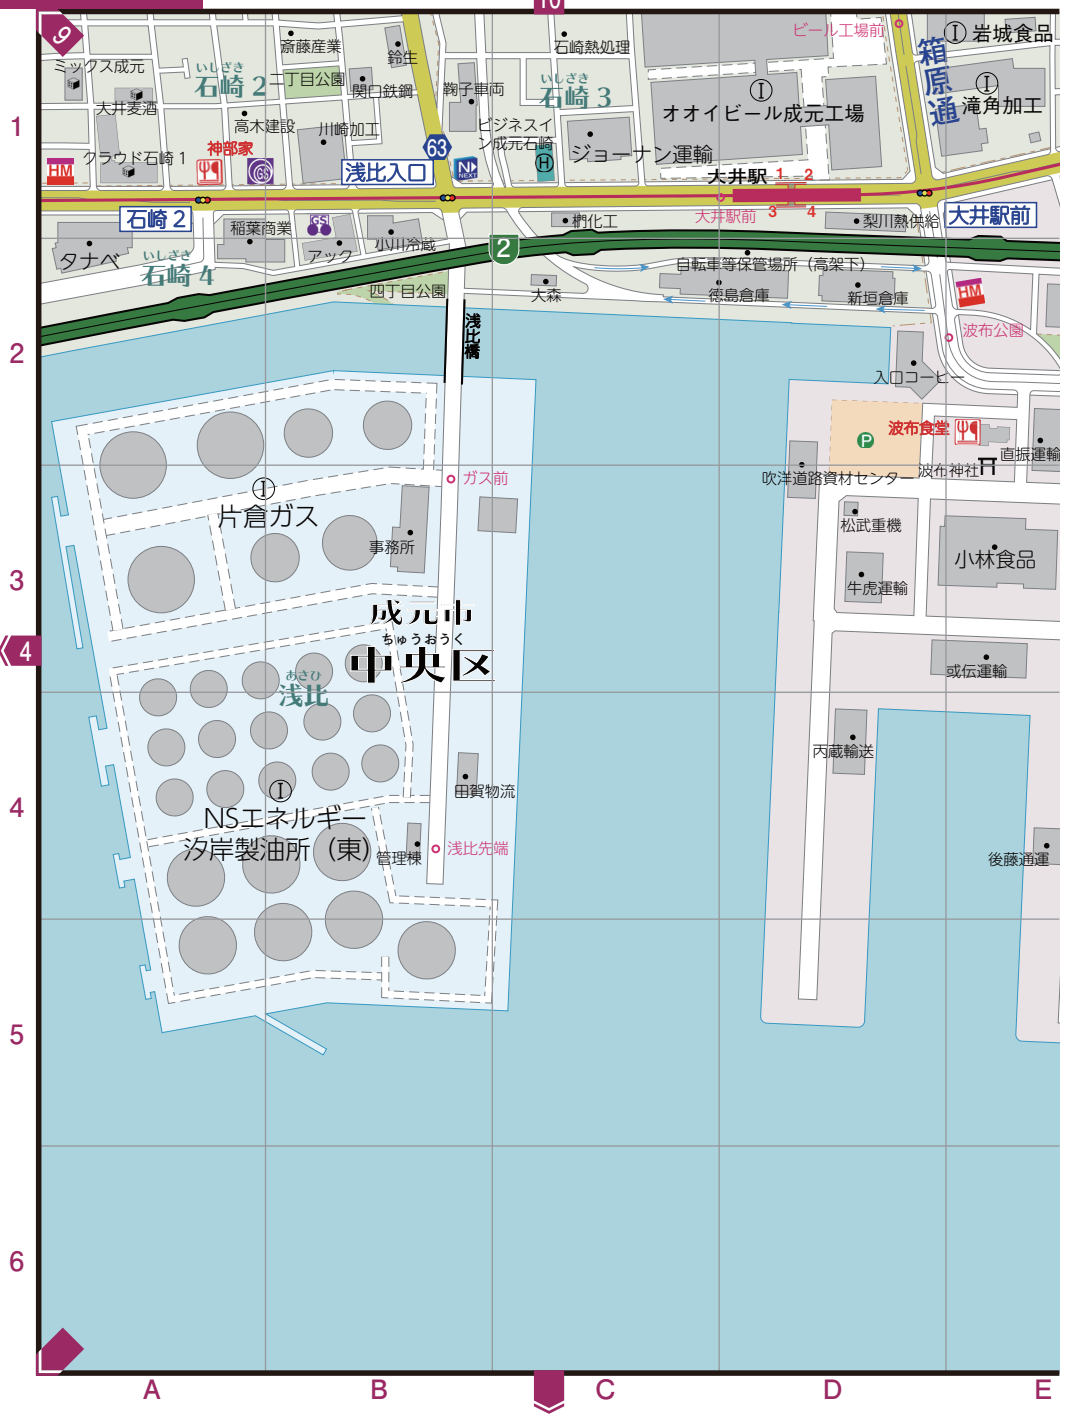 10
9
斎藤産業
鈴生
石崎熱処理
ビール工場前
岩城食品
ミックス成元
いしざき
石崎 2
二丁目公園
関口鉄鋼
鞠子車両
いしざき
石崎 3
箱原通
大井麦酒
オオイビール成元工場
滝角加工
高木建設
川崎加工
ビジネスイ
ン成元石崎
1
クラウド石崎 1
神部家
63
浅比入口
NEXT
H
ジョーナン運輸
HM
GS
大井駅
1 2
3 4
石崎 2
稲葉商業
GS
小川冷蔵
大井駅前
梨川熱供給
大井駅前
タナベ
いしざき
石崎 4
アック
2
自転車等保管場所（高架下）
四丁目公園
大森
徳島倉庫
新垣倉庫
HM
浅比橋
波布公園
2
入口コーヒー
P
波布食堂
直振運輸
ガス前
吹洋道路資材センター
波布神社
片倉ガス
松武重機
事務所
小林食品
3
牛虎運輸
成元市
ちゅうおうく
中央区
4
或伝運輸
あさひ
浅比
丙蔵輸送
田賀物流
4
NSエネルギー
汐岸製油所（東）
管理棟
浅比先端
後藤通運
5
6
A
B
C
D
E